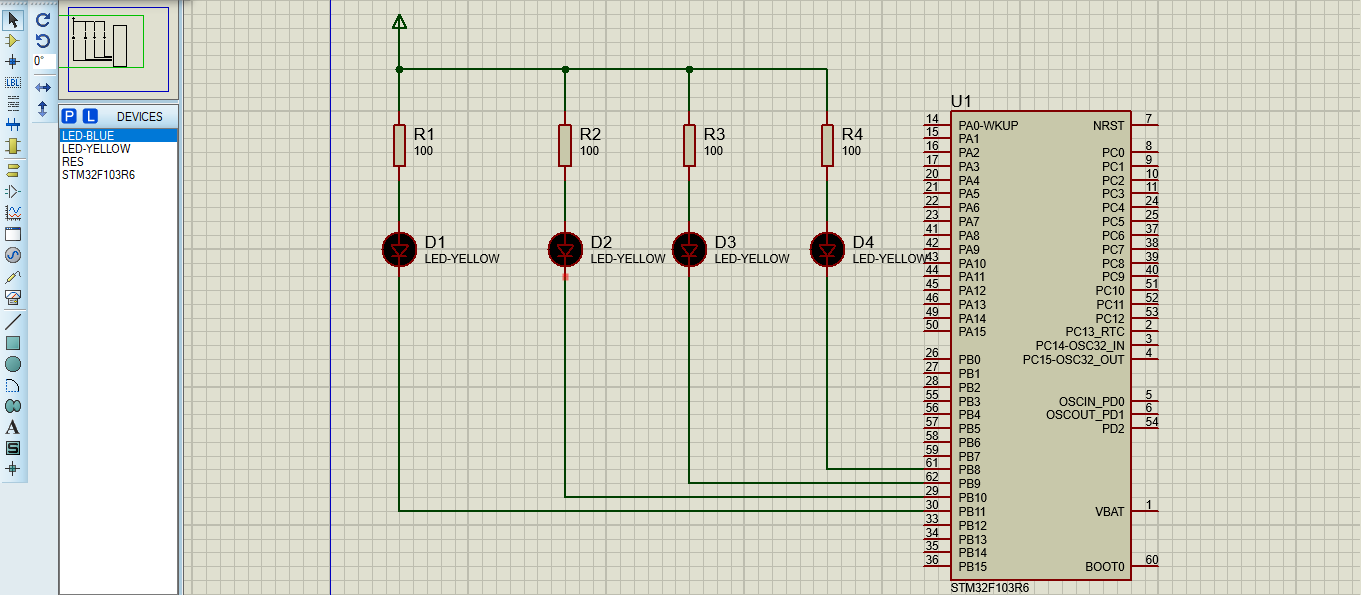 0°
LBL
P L DEVICES
LED-BLUE
LED-YELLOW
RES
STM32F103R6
A
S
R1
100
R2
100
R3
100
R4
100
D1
LED-YELLOW
D2
LED-YELLOW
D3
LED-YELLOW
D4
LED-YELLOW
U1
14 PA0-WKUP NRST 7
15 PA1
16 PA2 PC0 8
17 PA3 PC1 9
20 PA4 PC2 10
21 PA5 PC3 11
22 PA6 PC4 24
23 PA7 PC5 25
41 PA8 PC6 37
42 PA9 PC7 38
43 PA10 PC8 39
44 PA11 PC9 40
45 PA12 PC10 51
46 PA13 PC11 52
49 PA14 PC12 53
50 PA15 PC13_RTC 2
PC14-OSC32_IN 3
26 PB0 PC15-OSC32_OUT 4
27 PB1
28 PB2
55 PB3 OSCIN_PD0 5
56 PB4 OSCOUT_PD1 6
57 PB5 PD2 54
58 PB6
59 PB7
61 PB8
62 PB9
29 PB10
30 PB11 VBAT 1
33 PB12
34 PB13
35 PB14
36 PB15 BOOT0 60
STM32F103R6